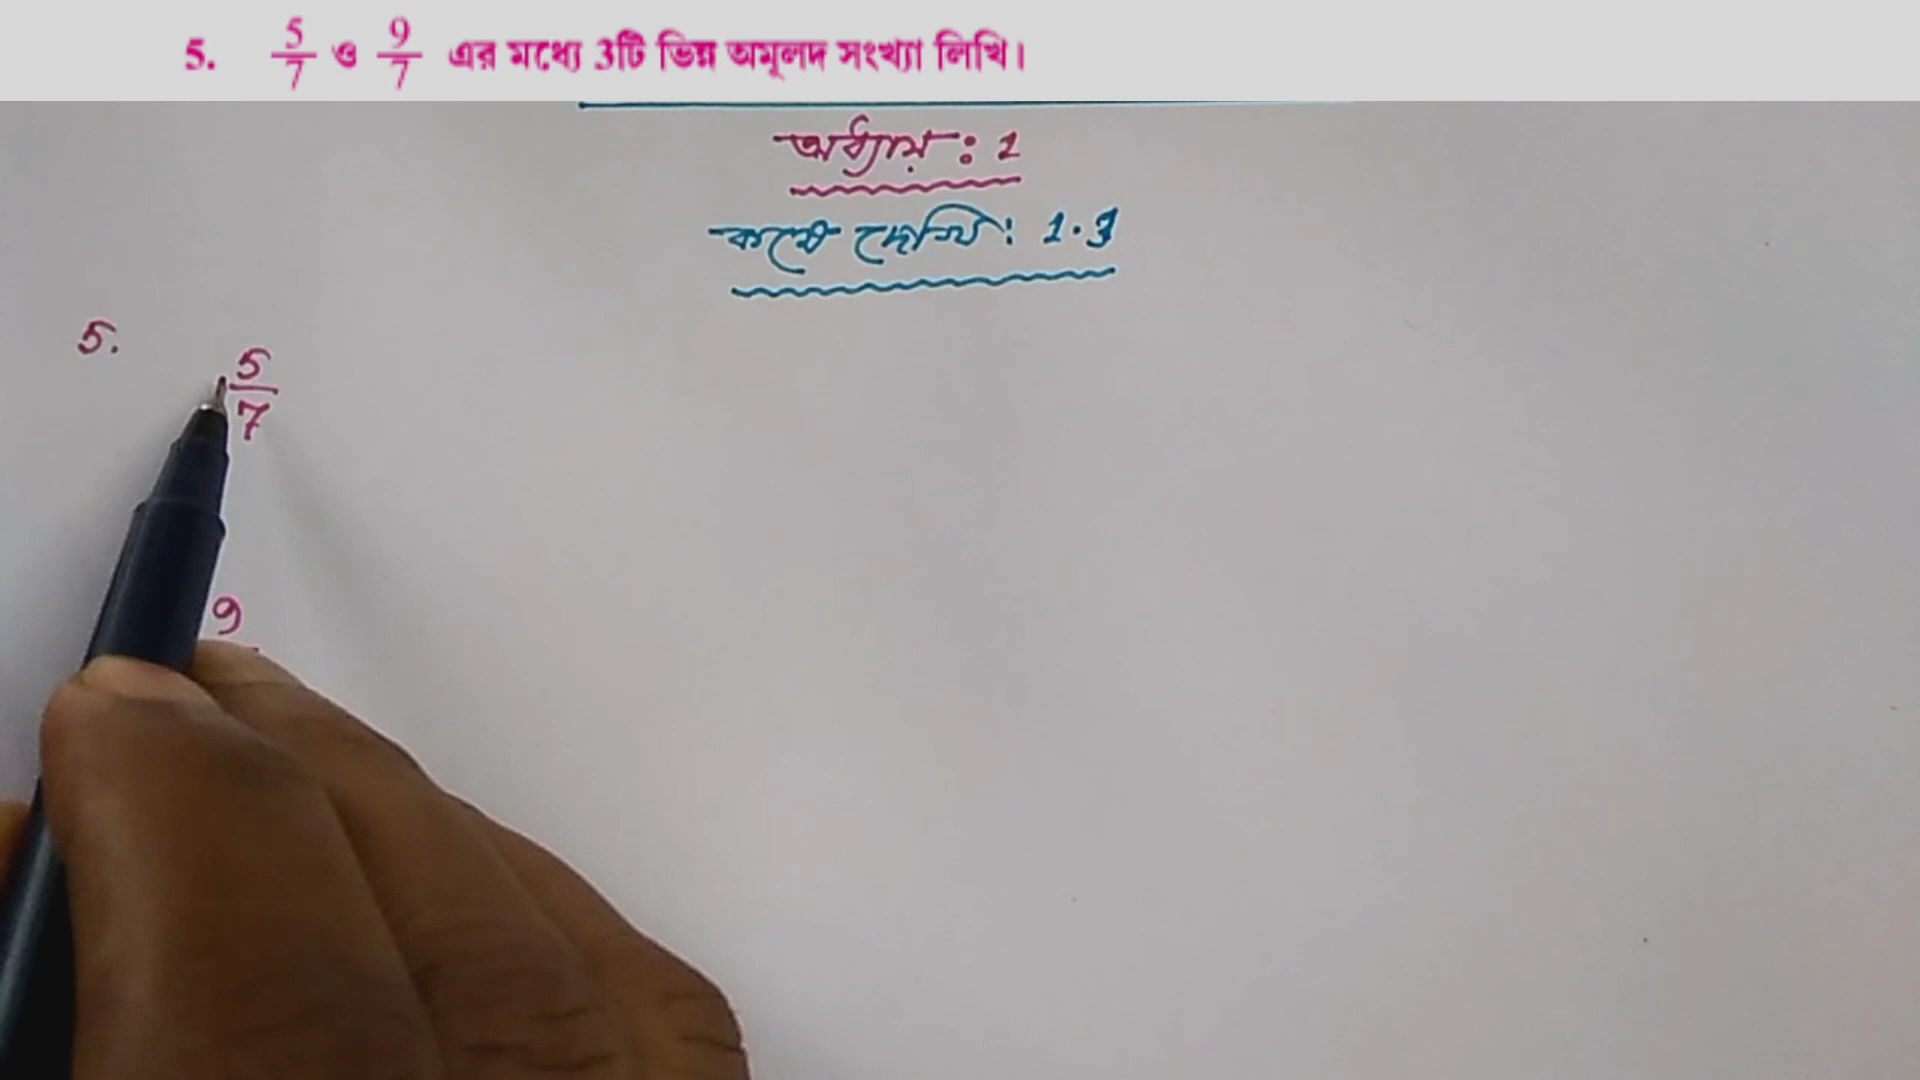 5. 5/7 ও 9/7 এর মধ্যে 3টি ভিন্ন অমূলদ সংখ্যা লিখি।
অধ্যায় : 1
কষে দেখি : 1.3
5.
5/7
9